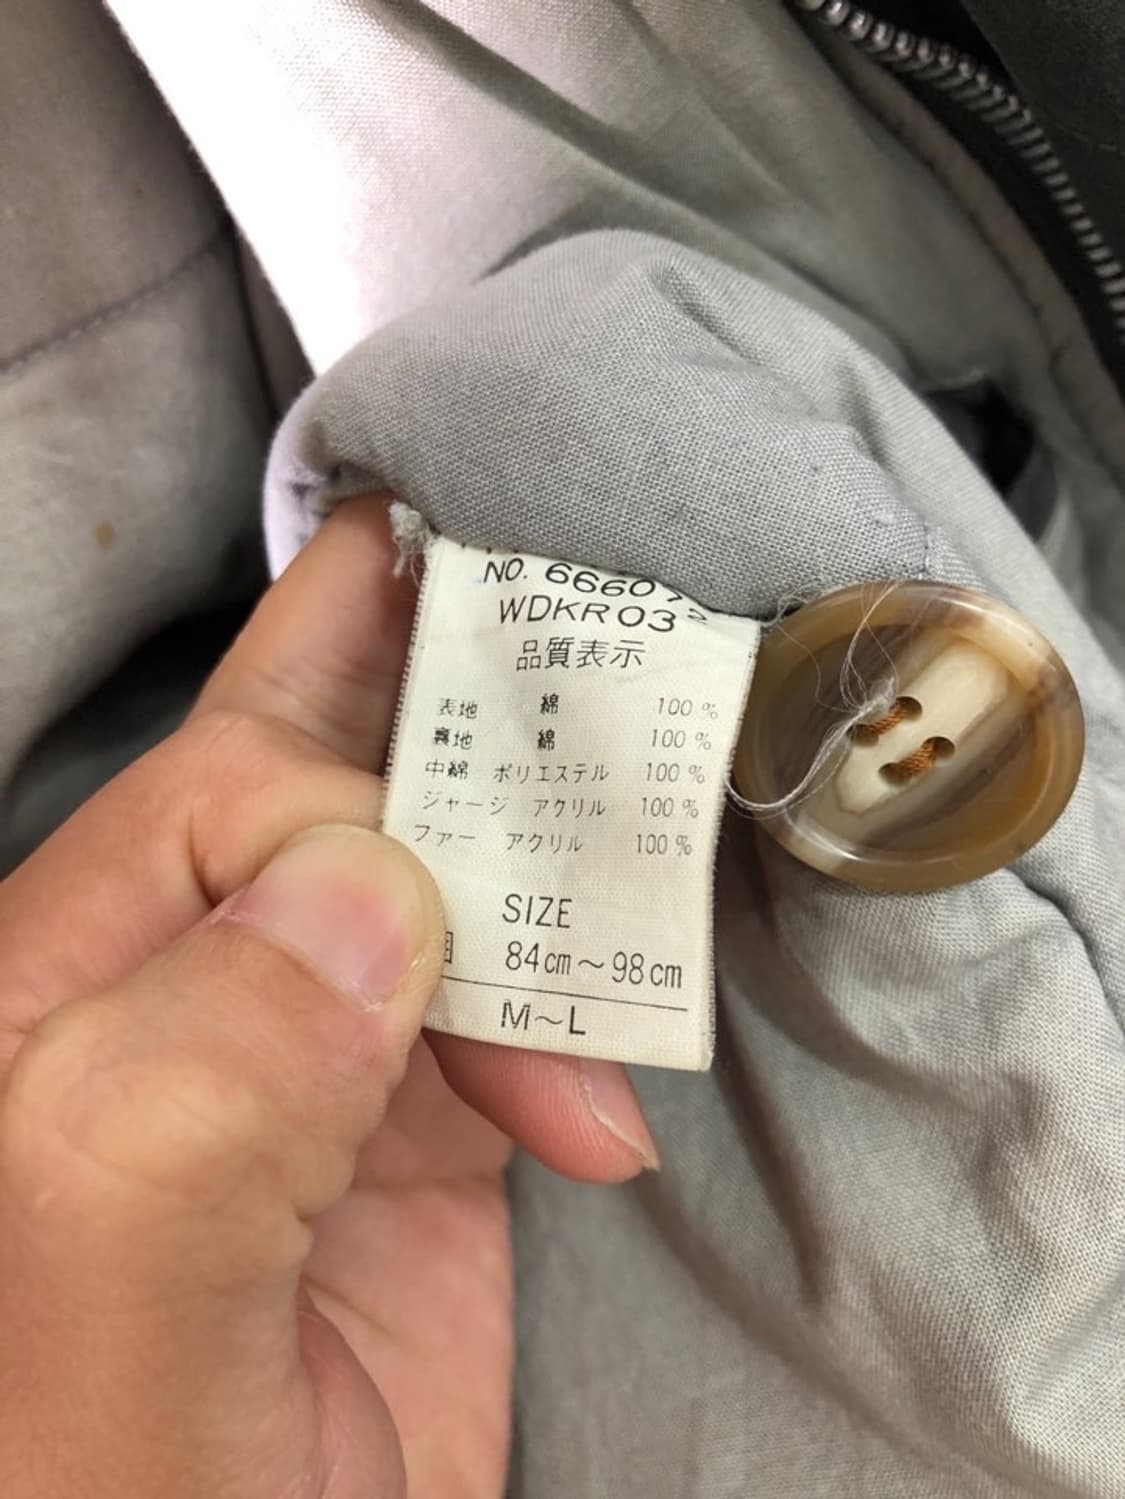 NO. 666072
WDKR03
品質表示
表地 綿 100%
裏地 綿 100%
中綿 ポリエステル 100%
ジャージ アクリル 100%
ファー アクリル 100%
SIZE
84cm～98cm
M～L